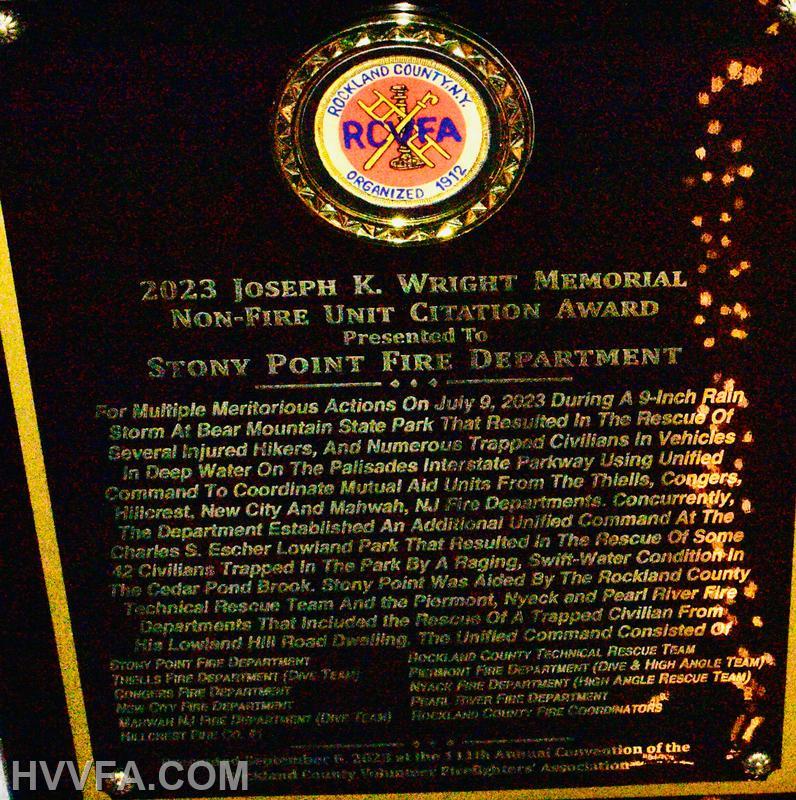 ROCKLAND COUNTY, N.Y.
RCVFA
ORGANIZED 1912
2023 JOSEPH K. WRIGHT MEMORIAL
NON-FIRE UNIT CITATION AWARD
Presented To
STONY POINT FIRE DEPARTMENT
For Multiple Meritorious Actions On July 9, 2023 During A 9-Inch Rain
Storm At Bear Mountain State Park That Resulted In The Rescue Of
Several Injured Hikers, And Numerous Trapped Civilians In Vehicles
In Deep Water On The Palisades Interstate Parkway Using Unified
Command To Coordinate Mutual Aid Units From The Thiells, Congers,
Hillcrest, New City And Mahwah, NJ Fire Departments. Concurrently,
The Department Established An Additional Unified Command At The
Charles S. Escher Lowland Park That Resulted In The Rescue Of Some
42 Civilians Trapped In The Park By A Raging, Swift-Water Condition In
The Cedar Pond Brook. Stony Point Was Aided By The Rockland County
Technical Rescue Team And the Piermont, Nyack and Pearl River Fire
Departments That Included the Rescue Of A Trapped Civilian From
His Lowland Hill Road Dwelling. The Unified Command Consisted Of
STONY POINT FIRE DEPARTMENT
THIELLS FIRE DEPARTMENT (DIVE TEAM)
CONGERS FIRE DEPARTMENT
NEW CITY FIRE DEPARTMENT
MAHWAH NJ FIRE DEPARTMENT (DIVE TEAM)
HILLCREST FIRE CO. #1
ROCKLAND COUNTY TECHNICAL RESCUE TEAM
PIERMONT FIRE DEPARTMENT (DIVE & HIGH ANGLE TEAM)
NYACK FIRE DEPARTMENT (HIGH ANGLE RESCUE TEAM)
PEARL RIVER FIRE DEPARTMENT
ROCKLAND COUNTY FIRE COORDINATORS
September 6, 2023 at the 111th Annual Convention of the
Rockland County Volunteer Firefighters' Association
HVVFA.COM